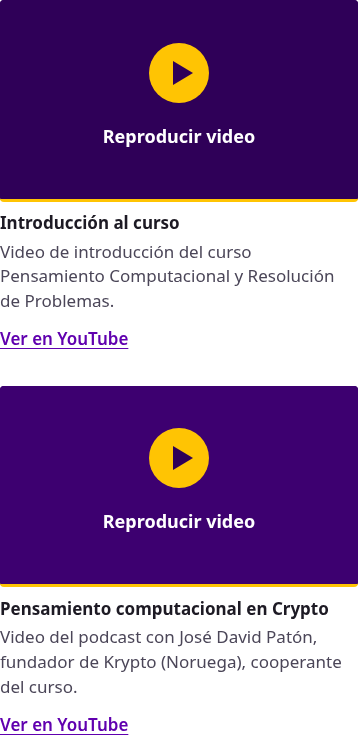 Reproducir video
Introducción al curso
Video de introducción del curso
Pensamiento Computacional y Resolución
de Problemas.
Ver en YouTube
Reproducir video
Pensamiento computacional en Crypto
Video del podcast con José David Patón,
fundador de Krypto (Noruega), cooperante
del curso.
Ver en YouTube